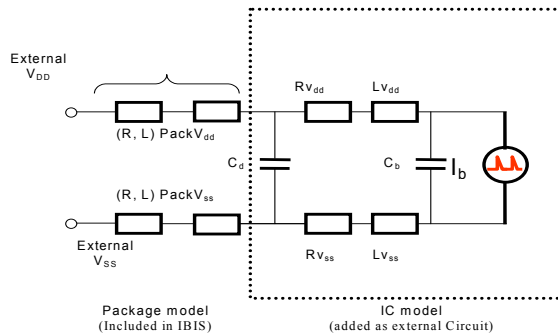 External
VDD
Rvdd
Lvdd
(R, L) PackVdd
Cd
Cb
Ib
(R, L) PackVss
External
VSS
Rvss
Lvss
Package model
(Included in IBIS)
IC model
(added as external Circuit)